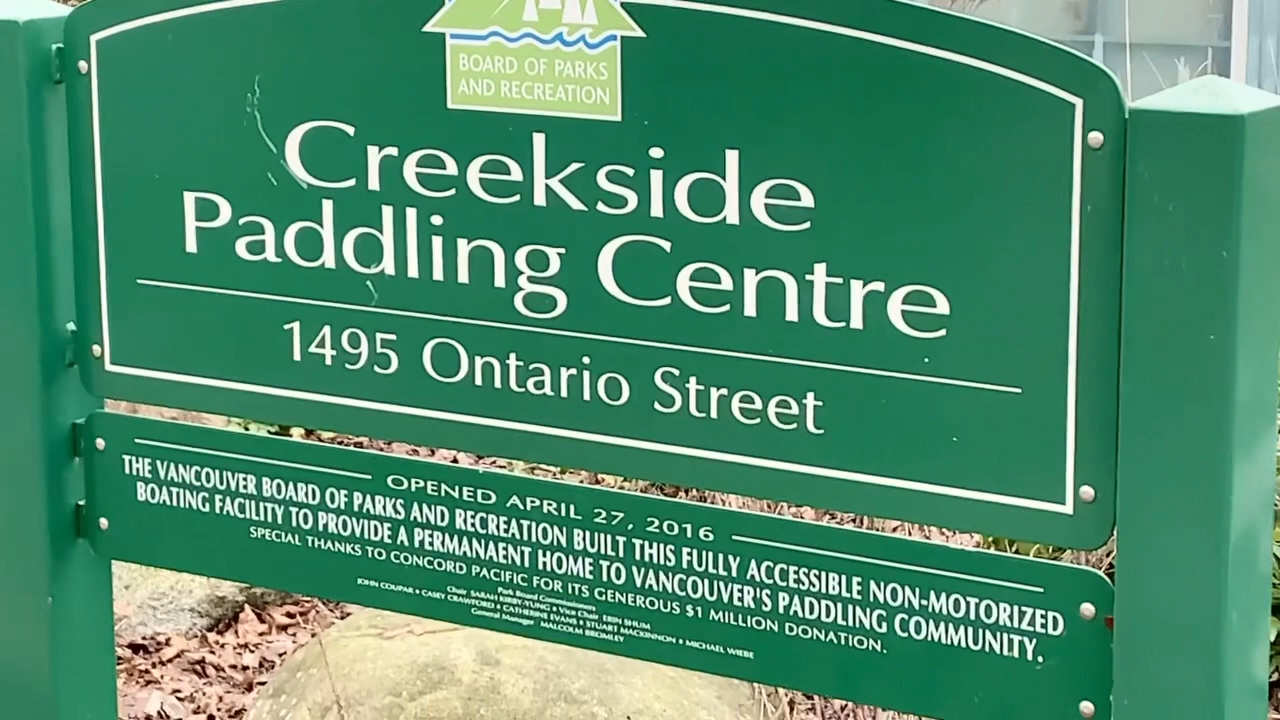 BOARD OF PARKS
AND RECREATION
Creekside
Paddling Centre
1495 Ontario Street
OPENED APRIL 27, 2016
THE VANCOUVER BOARD OF PARKS AND RECREATION BUILT THIS FULLY ACCESSIBLE NON-MOTORIZED
BOATING FACILITY TO PROVIDE A PERMANAENT HOME TO VANCOUVER'S PADDLING COMMUNITY.
SPECIAL THANKS TO CONCORD PACIFIC FOR ITS GENEROUS $1 MILLION DONATION.
Park Board Commissioners
Chair SARAH KIRBY-YUNG • Vice Chair ERIN SHUM
JOHN COUPAR • CASEY CRAWFORD • CATHERINE EVANS • STUART MACKINNON • MICHAEL WIEBE
General Manager MALCOLM BROMLEY